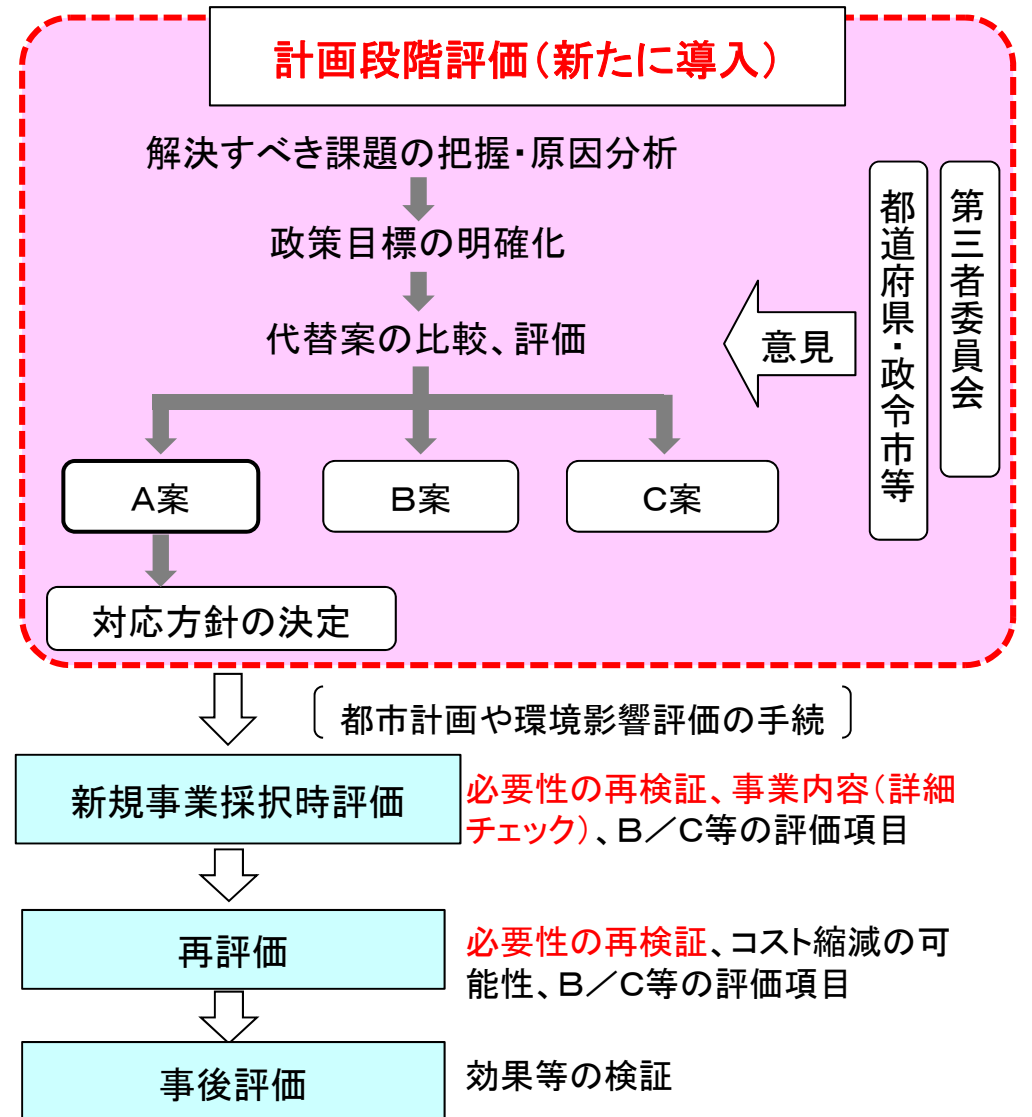 計画段階評価(新たに導入)
解決すべき課題の把握・原因分析
政策目標の明確化
代替案の比較、評価
意見
都道府県・政令市等
第三者委員会
A案
B案
C案
対応方針の決定
都市計画や環境影響評価の手続
新規事業採択時評価
必要性の再検証、事業内容(詳細
チェック)、B/C等の評価項目
再評価
必要性の再検証、コスト縮減の可
能性、B/C等の評価項目
事後評価
効果等の検証